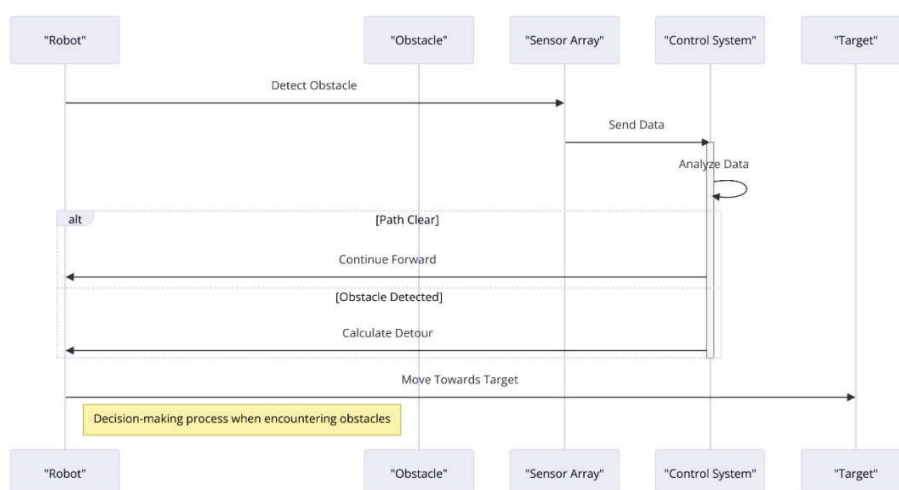 "Robot"
"Obstacle"
"Sensor Array"
"Control System"
"Target"
Detect Obstacle
Send Data
Analyze Data
alt
[Path Clear]
Continue Forward
[Obstacle Detected]
Calculate Detour
Move Towards Target
Decision-making process when encountering obstacles
"Robot"
"Obstacle"
"Sensor Array"
"Control System"
"Target"